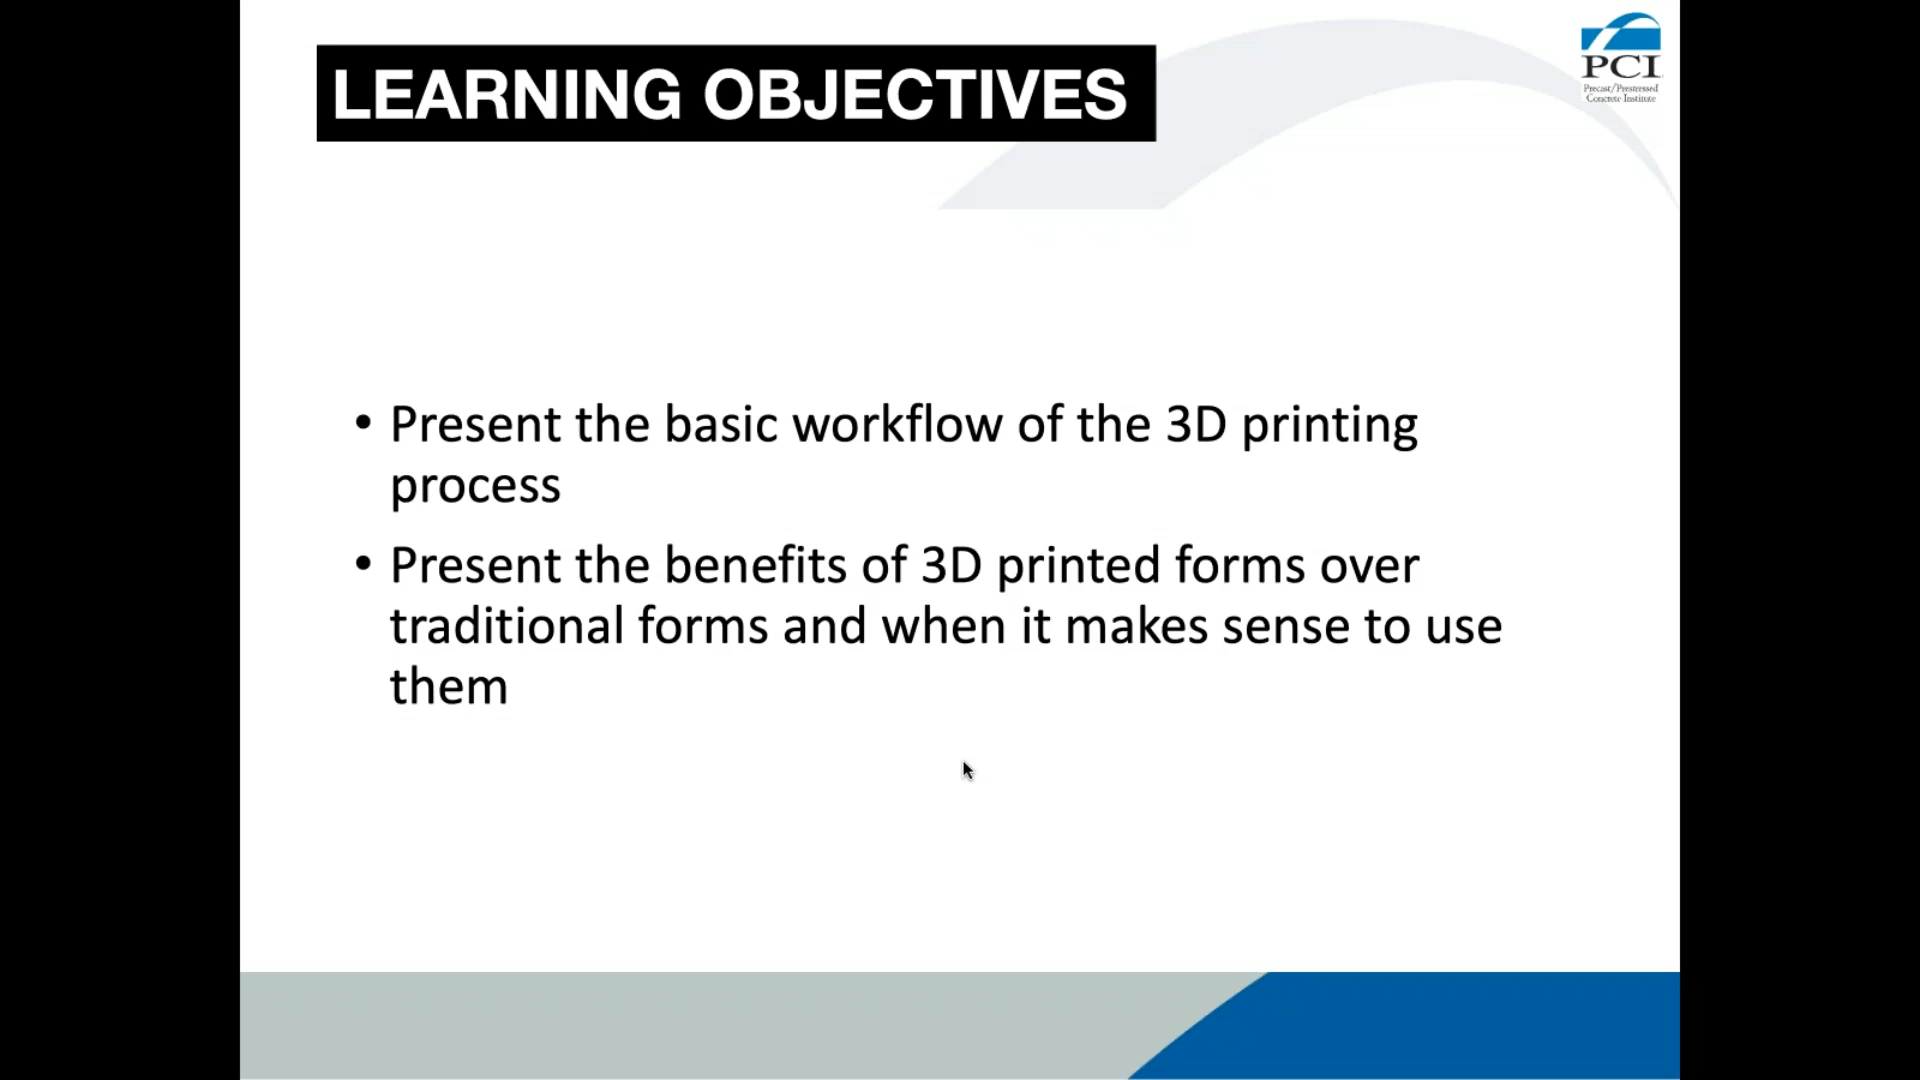 LEARNING OBJECTIVES
PCI
Precast/Prestressed
Concrete Institute
• Present the basic workflow of the 3D printing
process
• Present the benefits of 3D printed forms over
traditional forms and when it makes sense to use
them